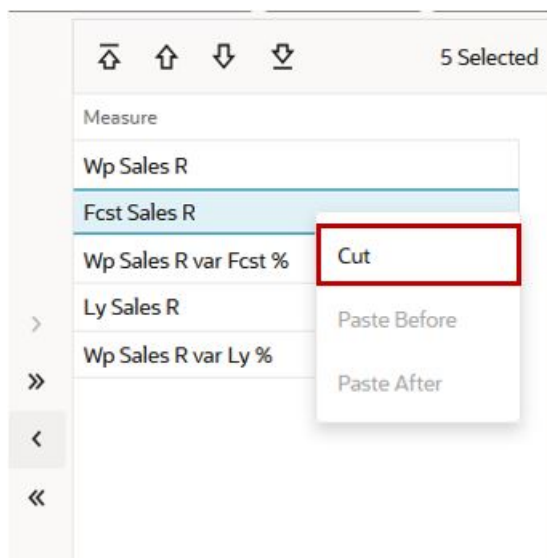 5 Selected
Measure
Wp Sales R
Fcst Sales R
Wp Sales R var Fcst %
Cut
Ly Sales R
Paste Before
Wp Sales R var Ly %
Paste After